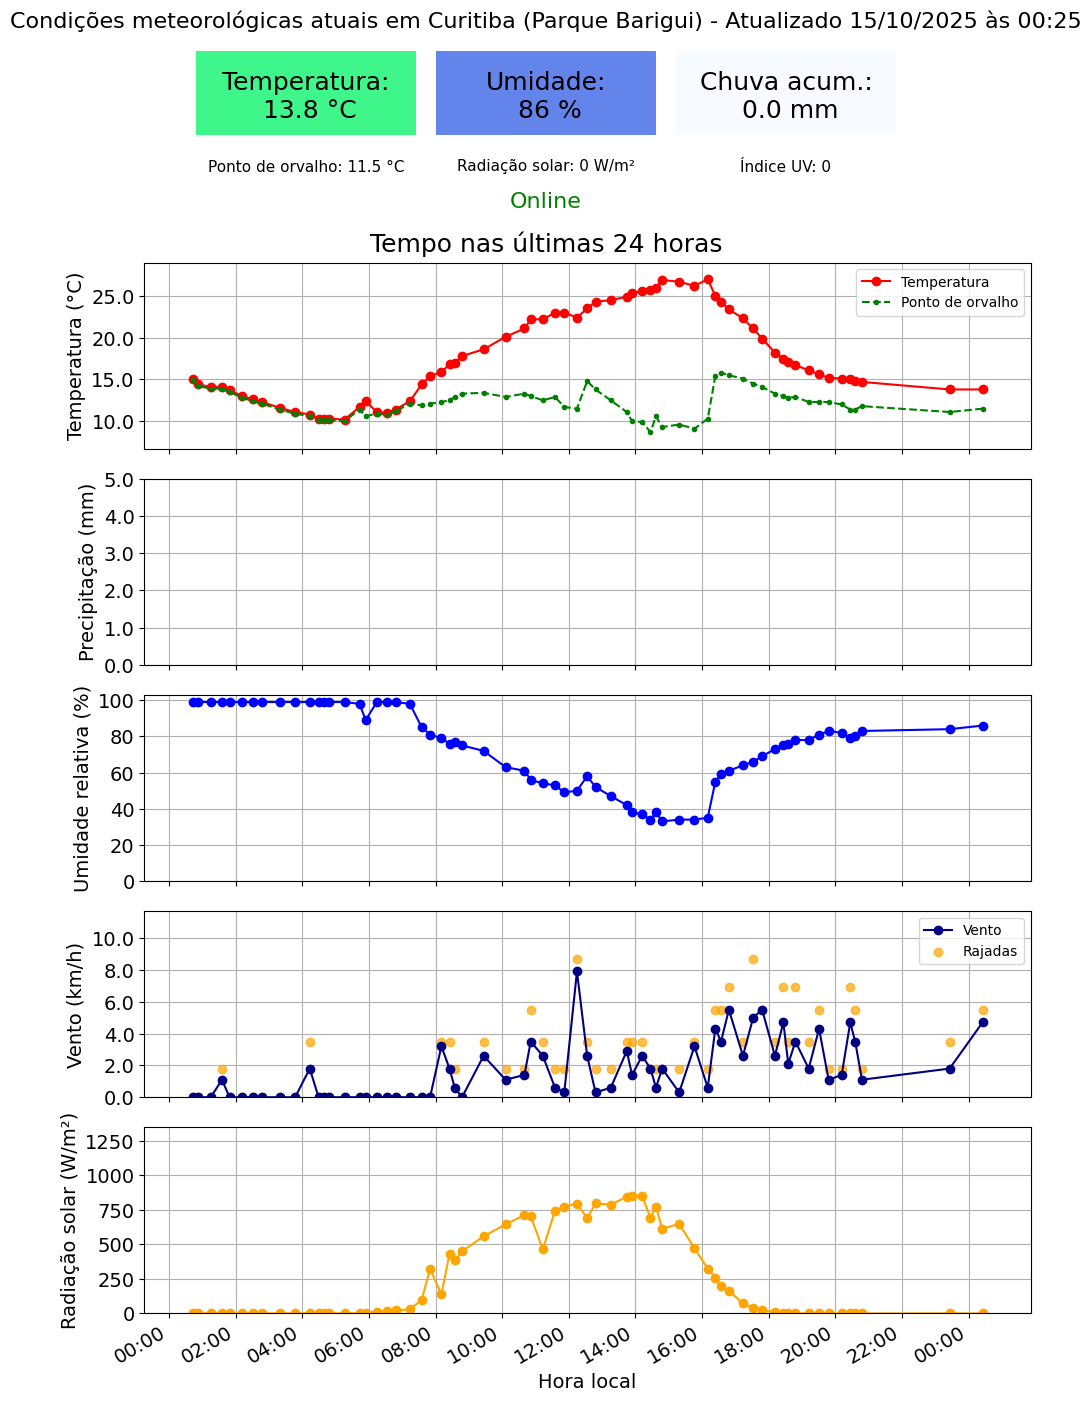 Condições meteorológicas atuais em Curitiba (Parque Barigui) - Atualizado 15/10/2025 às 00:25
Temperatura:
13.8 °C
Umidade:
86 %
Chuva acum.:
0.0 mm
Ponto de orvalho: 11.5 °C
Radiação solar: 0 W/m²
Índice UV: 0
Online
Tempo nas últimas 24 horas
Temperatura (°C)
25.0
20.0
15.0
10.0
Temperatura
Ponto de orvalho
Precipitação (mm)
5.0
4.0
3.0
2.0
1.0
0.0
Umidade relativa (%)
100
80
60
40
20
0
Vento (km/h)
10.0
8.0
6.0
4.0
2.0
0.0
Vento
Rajadas
Radiação solar (W/m²)
1250
1000
750
500
250
0
00:00
02:00
04:00
06:00
08:00
10:00
12:00
14:00
16:00
18:00
20:00
22:00
00:00
Hora local